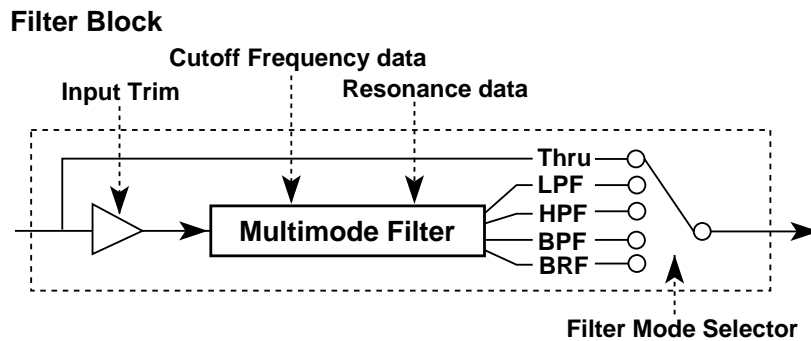 Filter Block
Cutoff Frequency data
Input Trim
Resonance data
Thru
LPF
HPF
Multimode Filter
BPF
BRF
Filter Mode Selector